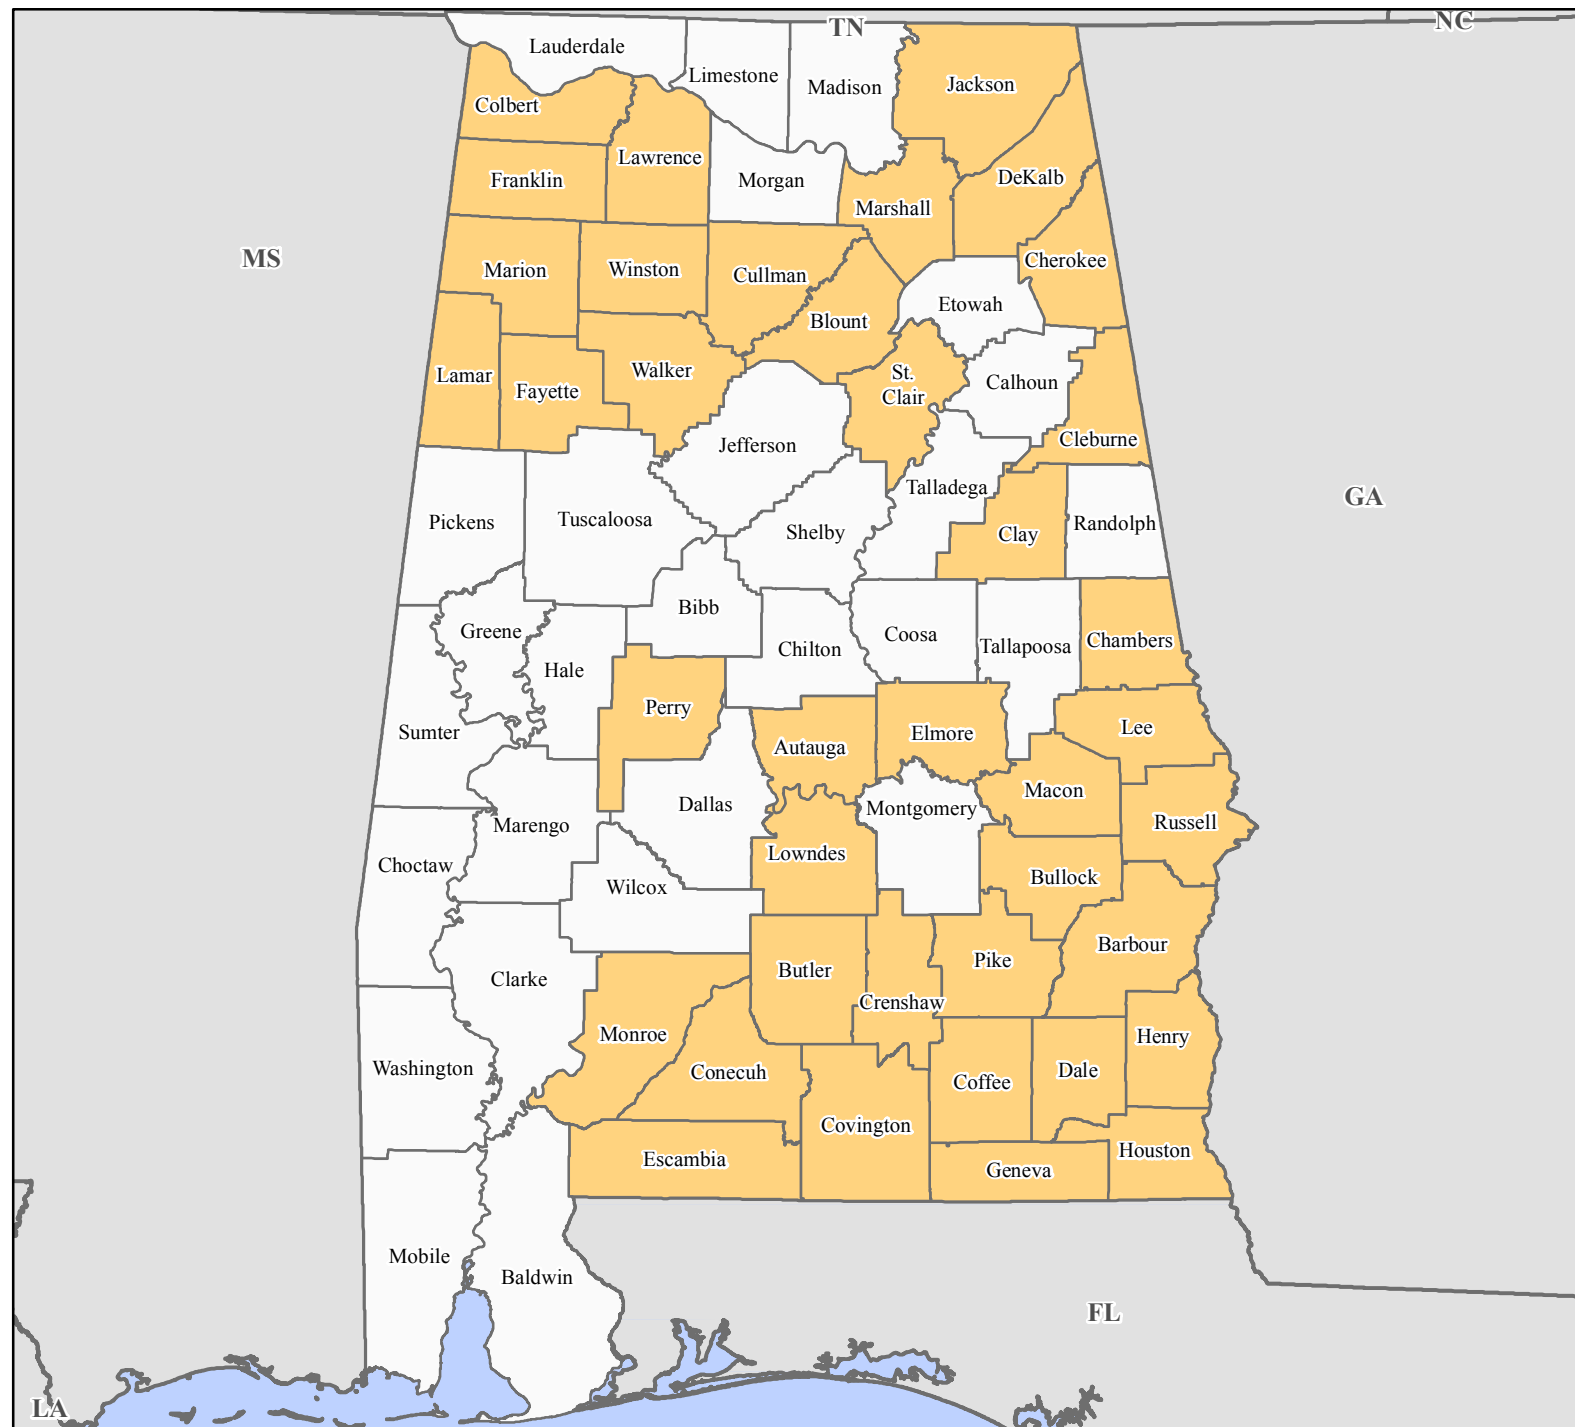 TN
NC
Lauderdale
Limestone
Madison
Jackson
Colbert
Lawrence
Franklin
Morgan
DeKalb
Marshall
MS
Marion
Winston
Cullman
Cherokee
Etowah
Blount
Lamar
Fayette
Walker
St.
Clair
Calhoun
Cleburne
Jefferson
Talladega
GA
Pickens
Tuscaloosa
Shelby
Clay
Randolph
Bibb
Greene
Hale
Chilton
Coosa
Tallapoosa
Chambers
Perry
Sumter
Autauga
Elmore
Lee
Dallas
Montgomery
Macon
Russell
Marengo
Choctaw
Lowndes
Wilcox
Bullock
Barbour
Clarke
Butler
Pike
Crenshaw
Monroe
Henry
Washington
Conecuh
Coffee
Dale
Covington
Escambia
Geneva
Houston
Mobile
Baldwin
FL
LA